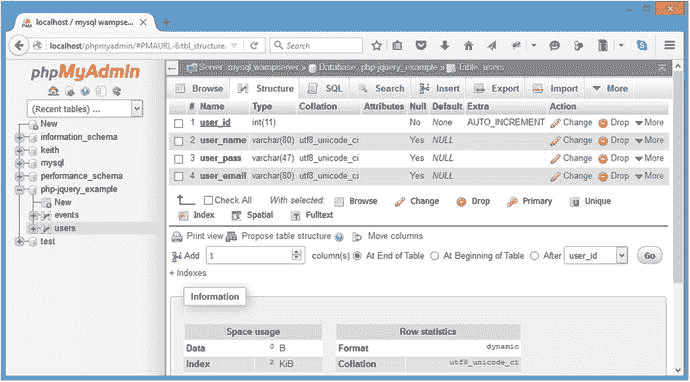 localhost / mysql wampse...
localhost/phpmyadmin/#PMAURL-6:tbl_structure.
Search
phpMyAdmin
(Recent tables) ...
New
information_schema
keith
mysql
performance_schema
php-jquery_example
New
events
users
test
Server: mysql wampserver » Database: php-jquery_example » Table: users
Browse Structure SQL Search Insert Export Import More
# Name Type Collation Attributes Null Default Extra Action
1 user_id int(11) No None AUTO_INCREMENT Change Drop More
2 user_name varchar(80) utf8_unicode_ci Yes NULL Change Drop More
3 user_pass varchar(47) utf8_unicode_ci Yes NULL Change Drop More
4 user_email varchar(80) utf8_unicode_ci Yes NULL Change Drop More
Check All With selected: Browse Change Drop Primary Unique
Index Spatial Fulltext
Print view Propose table structure Move columns
Add 1 column(s) At End of Table At Beginning of Table After user_id Go
+ Indexes
Information
Space usage
Data 0 B
Index 2 KiB
Row statistics
Format dynamic
Collation utf8_unicode_ci